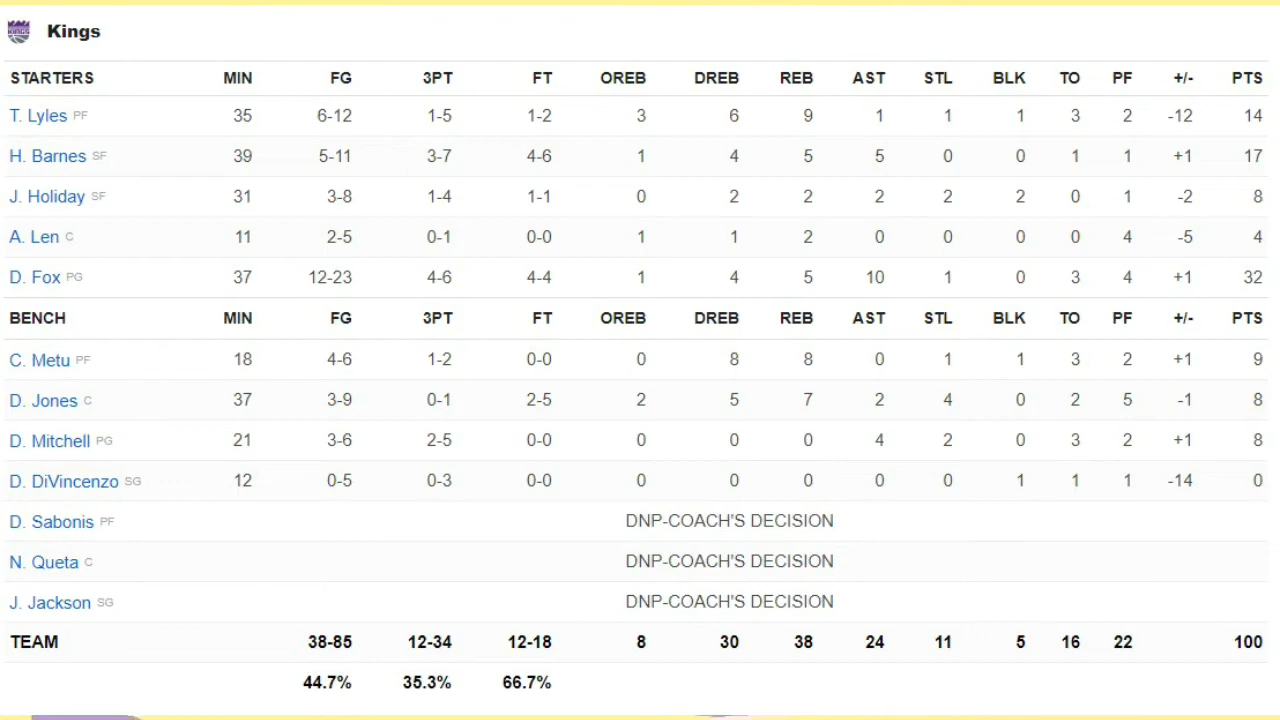 Kings
STARTERS MIN FG 3PT FT OREB DREB REB AST STL BLK TO PF +/- PTS
T. Lyles PF 35 6-12 1-5 1-2 3 6 9 1 1 1 3 2 -12 14
H. Barnes SF 39 5-11 3-7 4-6 1 4 5 5 0 0 1 1 +1 17
J. Holiday SF 31 3-8 1-4 1-1 0 2 2 2 2 2 0 1 -2 8
A. Len C 11 2-5 0-1 0-0 1 1 2 0 0 0 0 4 -5 4
D. Fox PG 37 12-23 4-6 4-4 1 4 5 10 1 0 3 4 +1 32
BENCH MIN FG 3PT FT OREB DREB REB AST STL BLK TO PF +/- PTS
C. Metu PF 18 4-6 1-2 0-0 0 8 8 0 1 1 3 2 +1 9
D. Jones C 37 3-9 0-1 2-5 2 5 7 2 4 0 2 5 -1 8
D. Mitchell PG 21 3-6 2-5 0-0 0 0 0 4 2 0 3 2 +1 8
D. DiVincenzo SG 12 0-5 0-3 0-0 0 0 0 0 0 1 1 1 -14 0
D. Sabonis PF DNP-COACH'S DECISION
N. Queta C DNP-COACH'S DECISION
J. Jackson SG DNP-COACH'S DECISION
TEAM 38-85 12-34 12-18 8 30 38 24 11 5 16 22 100
44.7% 35.3% 66.7%